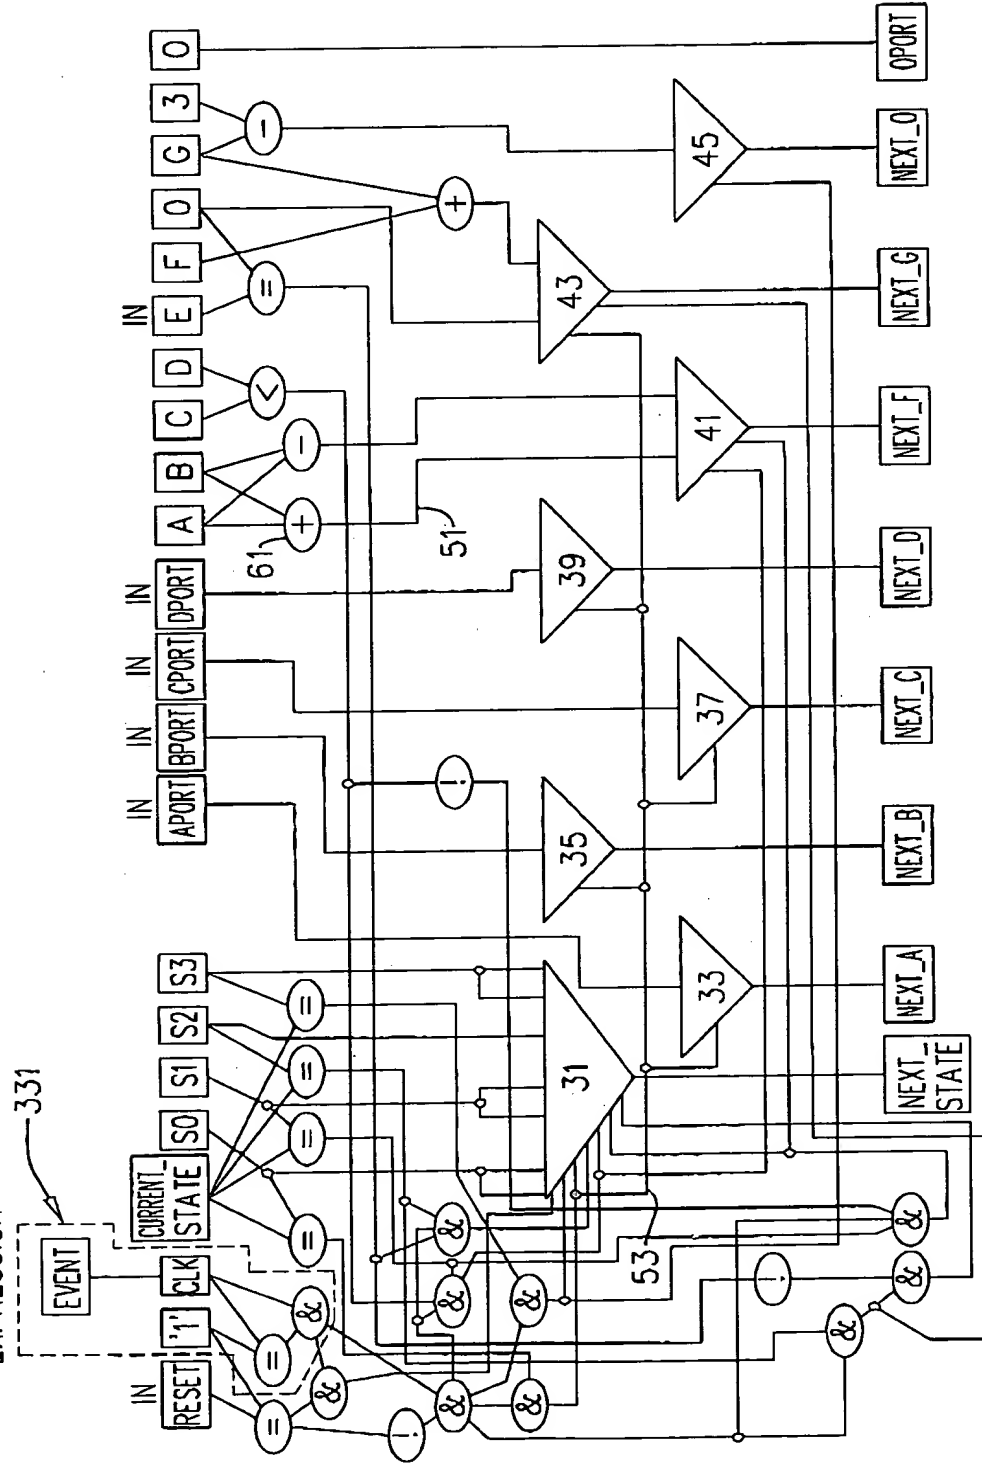 331
EVENT
IN
RESET
'1'
CLK
CURRENT_
STATE
S0
S1
S2
S3
IN
APORT
IN
BPORT
IN
CPORT
IN
DPORT
A
B
C
D
IN
E
F
O
G
3
O
=
=
=
=
=
=
+
-
<
=
-
61
51
&
&
!
&
&
&
&
&
&
!
+
31
33
35
37
39
41
43
45
53
&
!
&
&
NEXT_
STATE
NEXT_A
NEXT_B
NEXT_C
NEXT_D
NEXT_F
NEXT_G
NEXT_O
OPORT